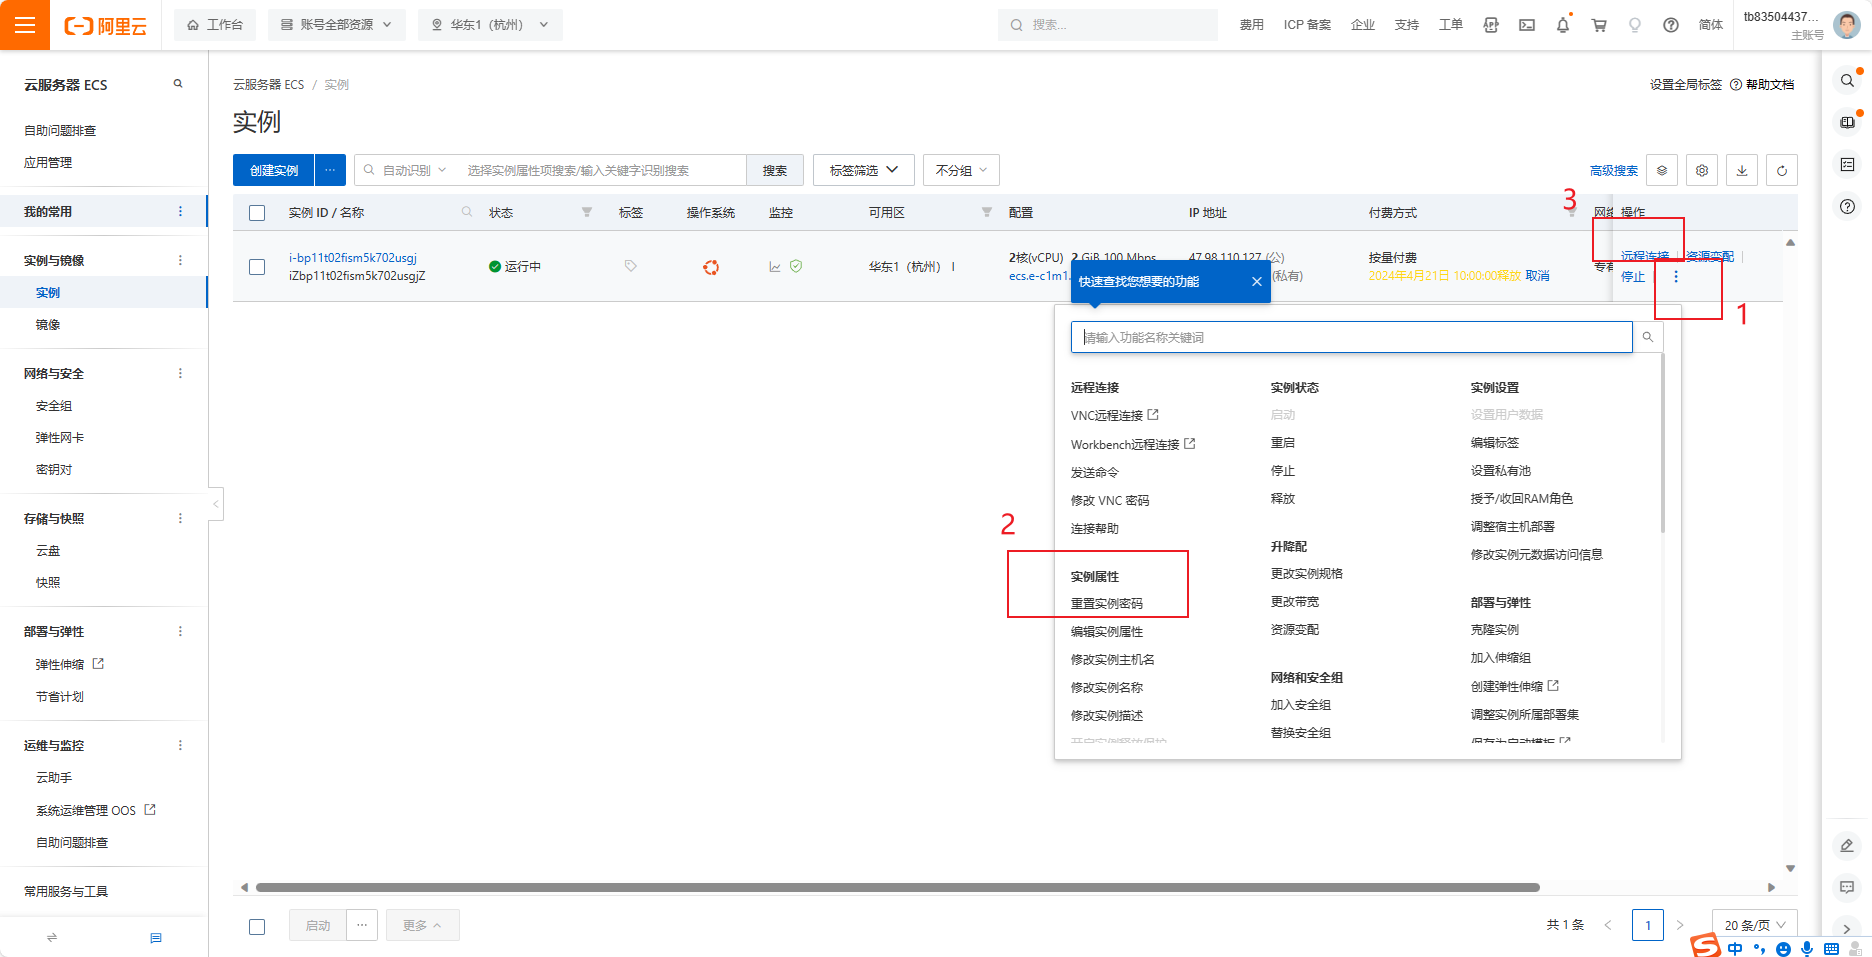 阿里云
工作台
账号全部资源
华东1（杭州）
搜索...
费用
ICP 备案
企业
支持
工单
简体
tb83504437...
主账号
云服务器 ECS
自助问题排查
应用管理
我的常用
实例与镜像
实例
镜像
网络与安全
安全组
弹性网卡
密钥对
存储与快照
云盘
快照
部署与弹性
弹性伸缩
节省计划
运维与监控
云助手
系统运维管理 OOS
自助问题排查
常用服务与工具
云服务器 ECS / 实例
设置全局标签
帮助文档
实例
创建实例
自动识别
选择实例属性项搜索/输入关键字识别搜索
搜索
标签筛选
不分组
高级搜索
3
实例 ID / 名称
状态
标签
操作系统
监控
可用区
配置
IP 地址
付费方式
操作
i-bp11t02fism5k702usgj
iZbp11t02fism5k702usgjZ
运行中
华东1（杭州）
2核(vCPU) 2 GiB 100 Mbps
ecs.e-c1m1.
47.98.110.127 (公)
(私有)
按量付费
2024年4月21日 10:00:00释放 取消
远程连接
资源变配
停止
1
快速查找您想要的功能
请输入功能名称关键词
远程连接
VNC远程连接
Workbench远程连接
发送命令
修改 VNC 密码
连接帮助
2
实例属性
重置实例密码
编辑实例属性
修改实例主机名
修改实例名称
修改实例描述
实例状态
启动
重启
停止
释放
升降配
更改实例规格
更改带宽
资源变配
网络和安全组
加入安全组
替换安全组
实例设置
设置用户数据
编辑标签
设置私有池
授予/收回RAM角色
调整宿主机部署
修改实例元数据访问信息
部署与弹性
克隆实例
加入伸缩组
创建弹性伸缩
调整实例所属部署集
启动
更多
共 1 条
1
20 条/页
中